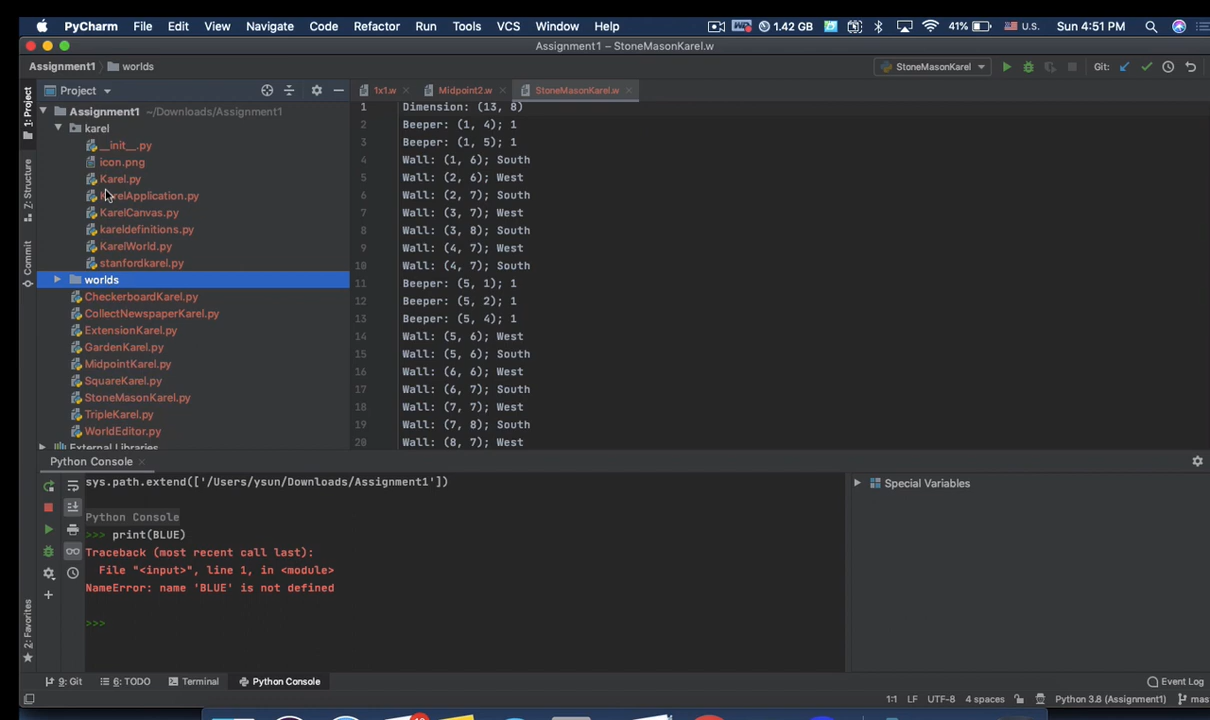 PyCharm File Edit View Navigate Code Refactor Run Tools VCS Window Help 1.42 GB 41% U.S. Sun 4:51 PM
Assignment1 – StoneMasonKarel.w
Assignment1 worlds StoneMasonKarel Git:
1: Project
Z: Structure
Commit
2: Favorites
Project
Assignment1 ~/Downloads/Assignment1
karel
__init__.py
icon.png
Karel.py
KarelApplication.py
KarelCanvas.py
kareldefinitions.py
KarelWorld.py
stanfordkarel.py
worlds
CheckerboardKarel.py
CollectNewspaperKarel.py
ExtensionKarel.py
GardenKarel.py
MidpointKarel.py
SquareKarel.py
StoneMasonKarel.py
TripleKarel.py
WorldEditor.py
External Libraries
1x1.w Midpoint2.w StoneMasonKarel.w
1 Dimension: (13, 8)
2 Beeper: (1, 4); 1
3 Beeper: (1, 5); 1
4 Wall: (1, 6); South
5 Wall: (2, 6); West
6 Wall: (2, 7); South
7 Wall: (3, 7); West
8 Wall: (3, 8); South
9 Wall: (4, 7); West
10 Wall: (4, 7); South
11 Beeper: (5, 1); 1
12 Beeper: (5, 2); 1
13 Beeper: (5, 4); 1
14 Wall: (5, 6); West
15 Wall: (5, 6); South
16 Wall: (6, 6); West
17 Wall: (6, 7); South
18 Wall: (7, 7); West
19 Wall: (7, 8); South
20 Wall: (8, 7); West
Python Console
sys.path.extend(['/Users/ysun/Downloads/Assignment1'])
Python Console
>>> print(BLUE)
Traceback (most recent call last):
File "<input>", line 1, in <module>
NameError: name 'BLUE' is not defined
>>>
Special Variables
9: Git 6: TODO Terminal Python Console Event Log
1:1 LF UTF-8 4 spaces Python 3.8 (Assignment1) mas